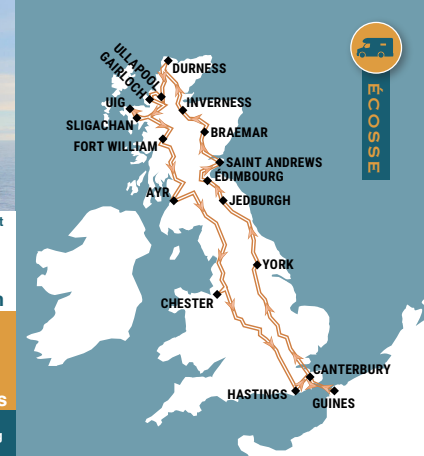 ÉCOSSE
ULLAPOOL
GAIRLOCH
DURNESS
UIG
INVERNESS
SLIGACHAN
BRAEMAR
FORT WILLIAM
SAINT ANDREWS
ÉDIMBOURG
AYR
JEDBURGH
YORK
CHESTER
CANTERBURY
HASTINGS
GUINES